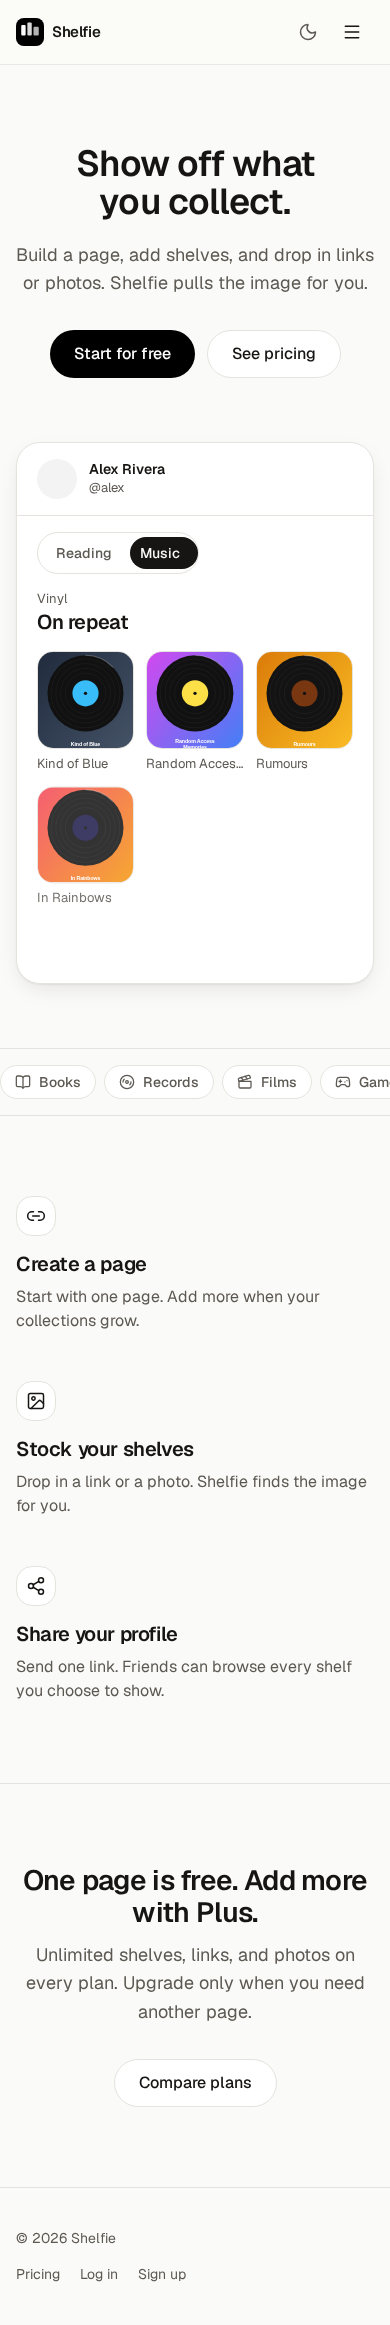 Shelfie
Show off what
you collect.
Build a page, add shelves, and drop in links
or photos. Shelfie pulls the image for you.
Start for free
See pricing
Alex Rivera
@alex
Reading
Music
Vinyl
On repeat
Kind of Blue
Random Access
Memories
Rumours
Kind of Blue
Random Acces...
Rumours
In Rainbows
In Rainbows
Books
Records
Films
Game
Create a page
Start with one page. Add more when your
collections grow.
Stock your shelves
Drop in a link or a photo. Shelfie finds the image
for you.
Share your profile
Send one link. Friends can browse every shelf
you choose to show.
One page is free. Add more
with Plus.
Unlimited shelves, links, and photos on
every plan. Upgrade only when you need
another page.
Compare plans
© 2026 Shelfie
Pricing
Log in
Sign up